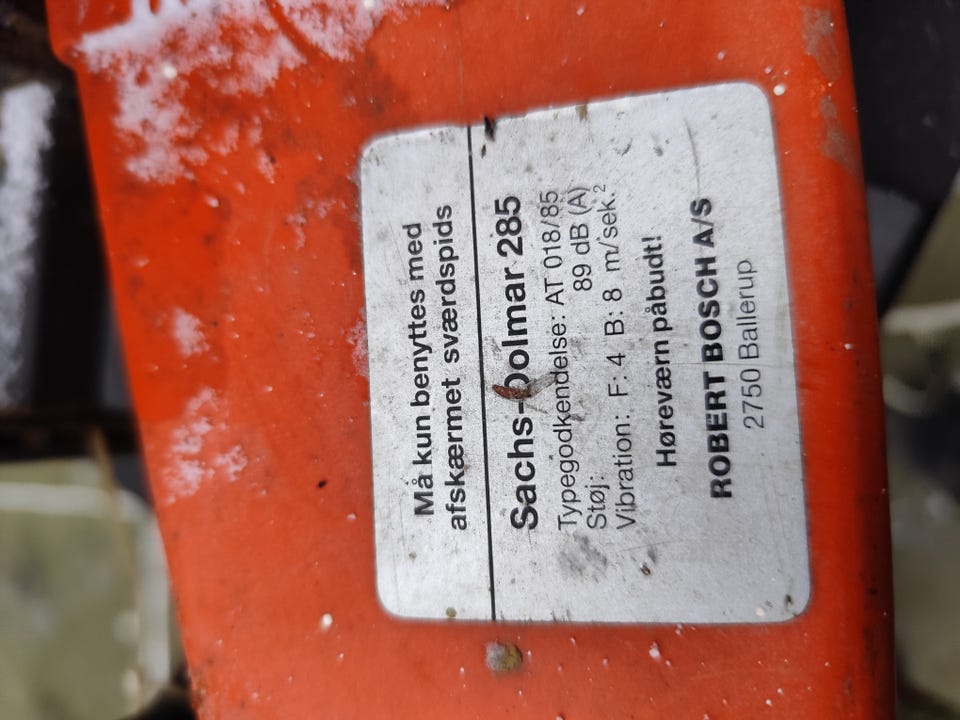 Må kun benyttes med
afskærmet sværdspids
Sachs-Dolmar 285
Typegodkendelse: AT 018/85
Støj: 89 dB (A)
Vibration: F: 4 B: 8 m/sek.2
Høreværn påbudt!
ROBERT BOSCH A/S
2750 Ballerup